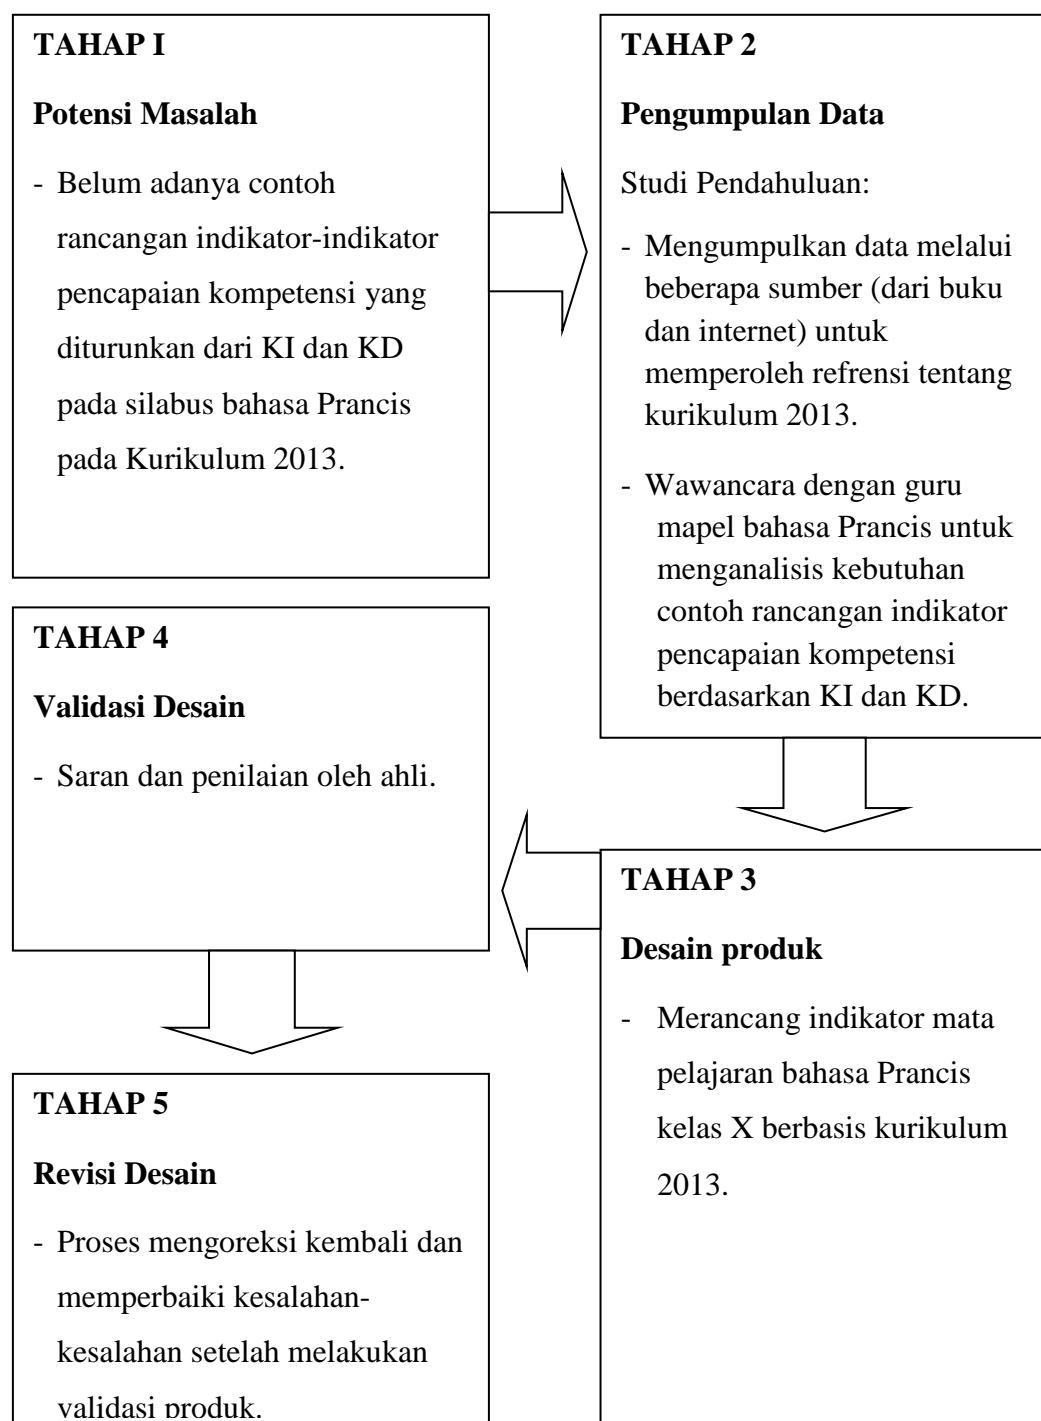 TAHAP I
Potensi Masalah
- Belum adanya contoh
rancangan indikator-indikator
pencapaian kompetensi yang
diturunkan dari KI dan KD
pada silabus bahasa Prancis
pada Kurikulum 2013.
TAHAP 2
Pengumpulan Data
Studi Pendahuluan:
- Mengumpulkan data melalui
beberapa sumber (dari buku
dan internet) untuk
memperoleh refrensi tentang
kurikulum 2013.
- Wawancara dengan guru
mapel bahasa Prancis untuk
menganalisis kebutuhan
contoh rancangan indikator
pencapaian kompetensi
berdasarkan KI dan KD.
TAHAP 3
Desain produk
- Merancang indikator mata
pelajaran bahasa Prancis
kelas X berbasis kurikulum
2013.
TAHAP 4
Validasi Desain
- Saran dan penilaian oleh ahli.
TAHAP 5
Revisi Desain
- Proses mengoreksi kembali dan
memperbaiki kesalahan-
kesalahan setelah melakukan
validasi produk.